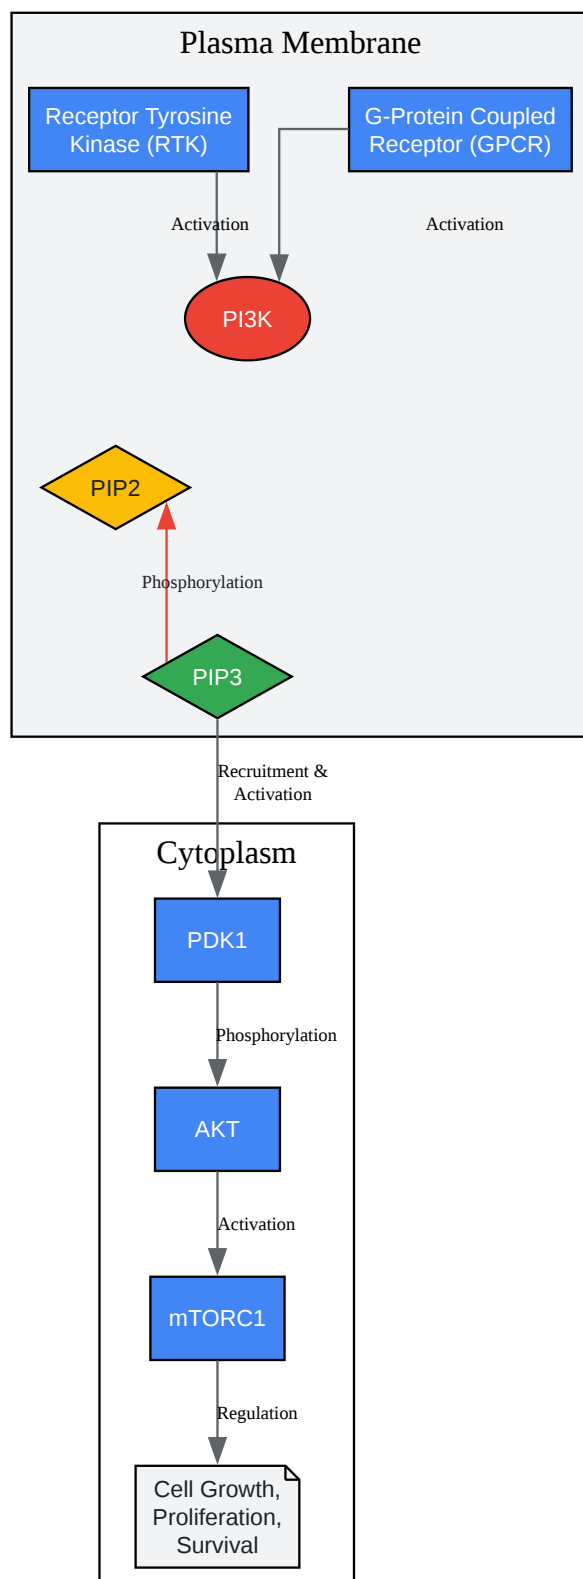 Plasma Membrane
Receptor Tyrosine
Kinase (RTK)
G-Protein Coupled
Receptor (GPCR)
Activation
Activation
PI3K
PIP2
Phosphorylation
PIP3
Recruitment &
Activation
Cytoplasm
PDK1
Phosphorylation
AKT
Activation
mTORC1
Regulation
Cell Growth,
Proliferation,
Survival